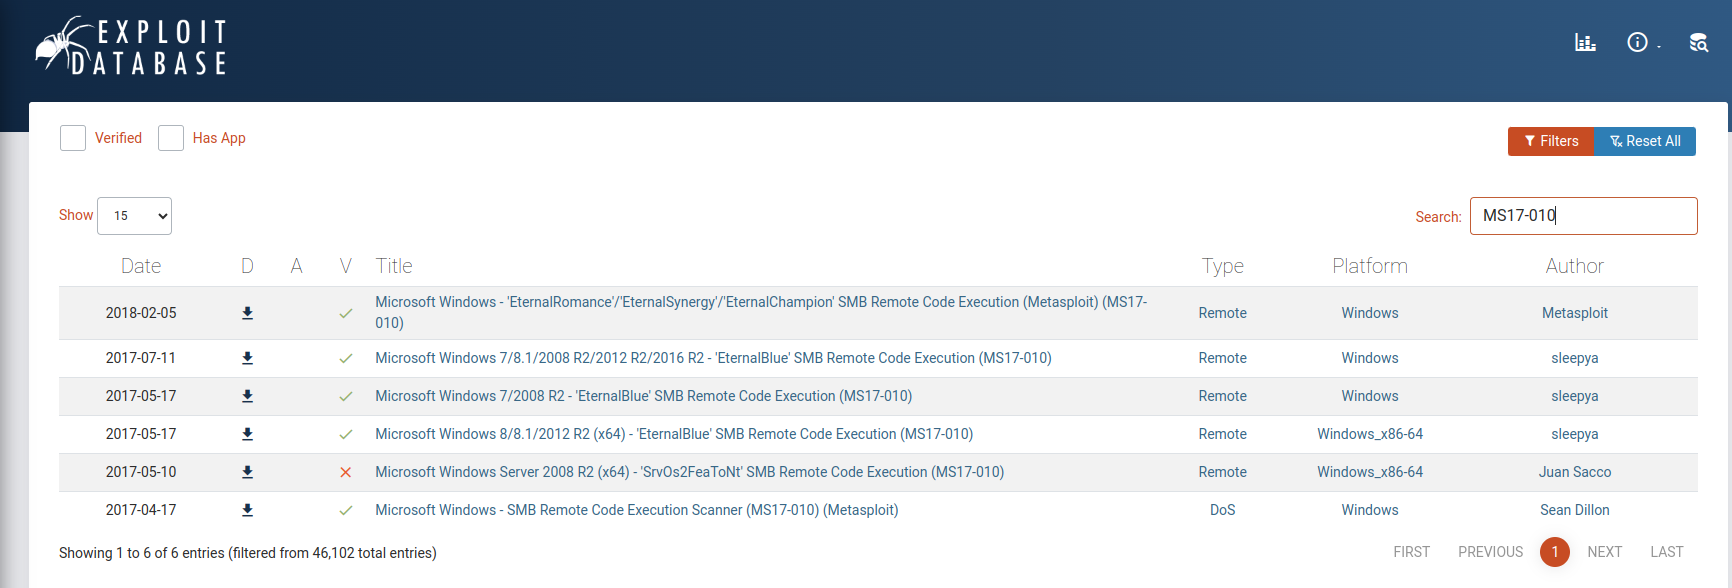 EXPLOIT
DATABASE
Verified Has App
Filters Reset All
Show 15
Search: MS17-010
Date D A V Title Type Platform Author
2018-02-05 Microsoft Windows - 'EternalRomance'/'EternalSynergy'/'EternalChampion' SMB Remote Code Execution (Metasploit) (MS17-
010) Remote Windows Metasploit
2017-07-11 Microsoft Windows 7/8.1/2008 R2/2012 R2/2016 R2 - 'EternalBlue' SMB Remote Code Execution (MS17-010) Remote Windows sleepya
2017-05-17 Microsoft Windows 7/2008 R2 - 'EternalBlue' SMB Remote Code Execution (MS17-010) Remote Windows sleepya
2017-05-17 Microsoft Windows 8/8.1/2012 R2 (x64) - 'EternalBlue' SMB Remote Code Execution (MS17-010) Remote Windows_x86-64 sleepya
2017-05-10 Microsoft Windows Server 2008 R2 (x64) - 'SrvOs2FeaToNt' SMB Remote Code Execution (MS17-010) Remote Windows_x86-64 Juan Sacco
2017-04-17 Microsoft Windows - SMB Remote Code Execution Scanner (MS17-010) (Metasploit) DoS Windows Sean Dillon
Showing 1 to 6 of 6 entries (filtered from 46,102 total entries)
FIRST PREVIOUS 1 NEXT LAST